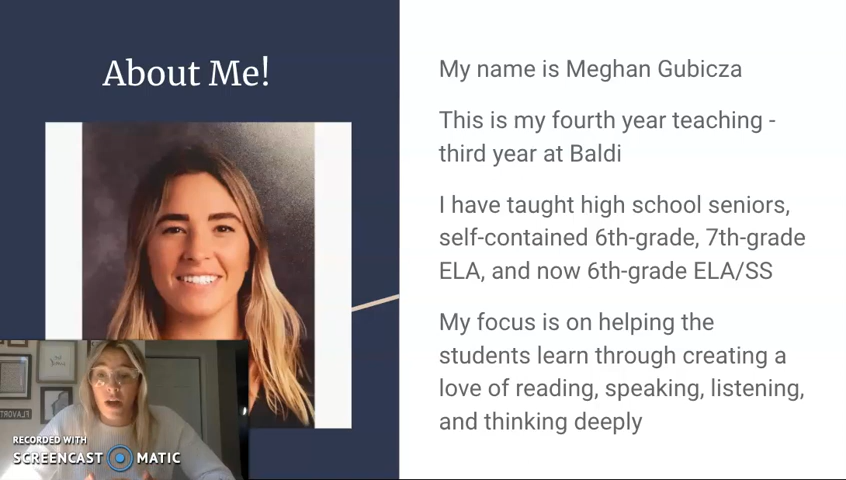 About Me!
My name is Meghan Gubicza
This is my fourth year teaching -
third year at Baldi
I have taught high school seniors,
self-contained 6th-grade, 7th-grade
ELA, and now 6th-grade ELA/SS
My focus is on helping the
students learn through creating a
love of reading, speaking, listening,
and thinking deeply
RECORDED WITH
SCREENCAST MATIC